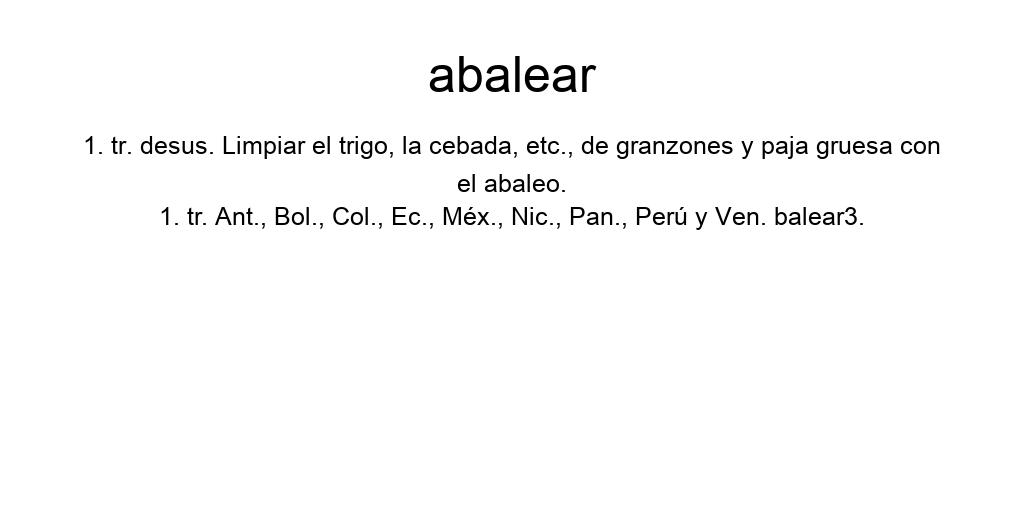 abalear
1. tr. desus. Limpiar el trigo, la cebada, etc., de granzones y paja gruesa con
el abaleo.
1. tr. Ant., Bol., Col., Ec., Méx., Nic., Pan., Perú y Ven. balear3.